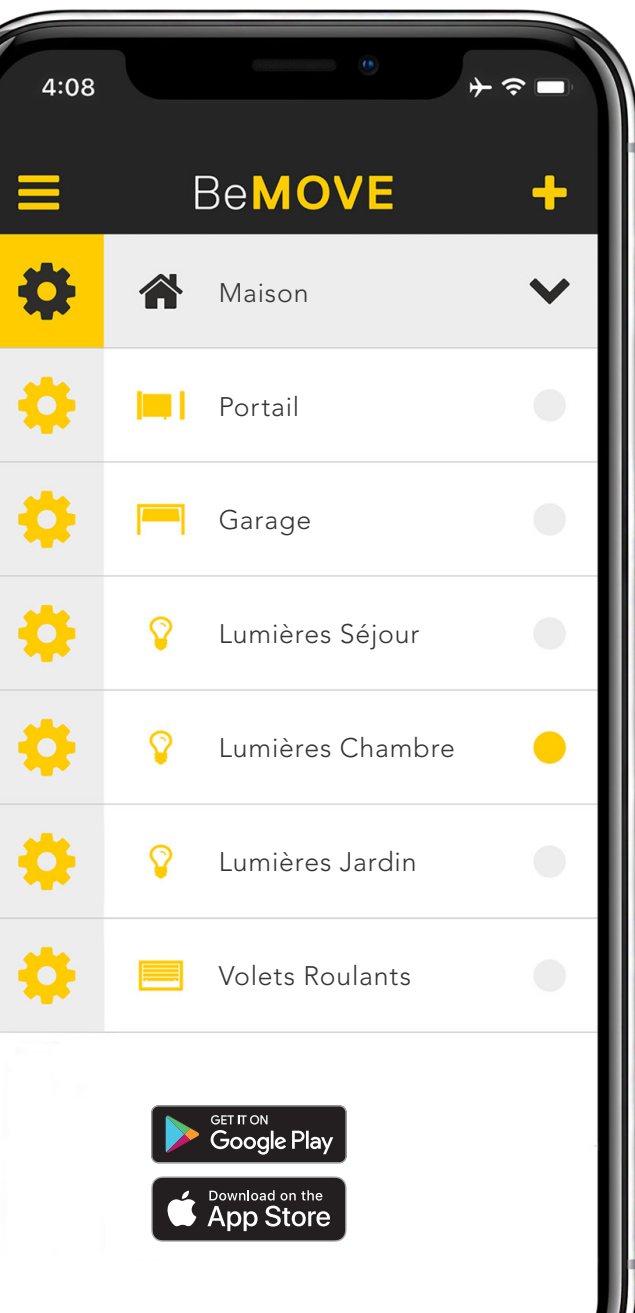 4:08
BeMOVE
Maison
Portail
Garage
Lumières Séjour
Lumières Chambre
Lumières Jardin
Volets Roulants
GET IT ON
Google Play
Download on the
App Store